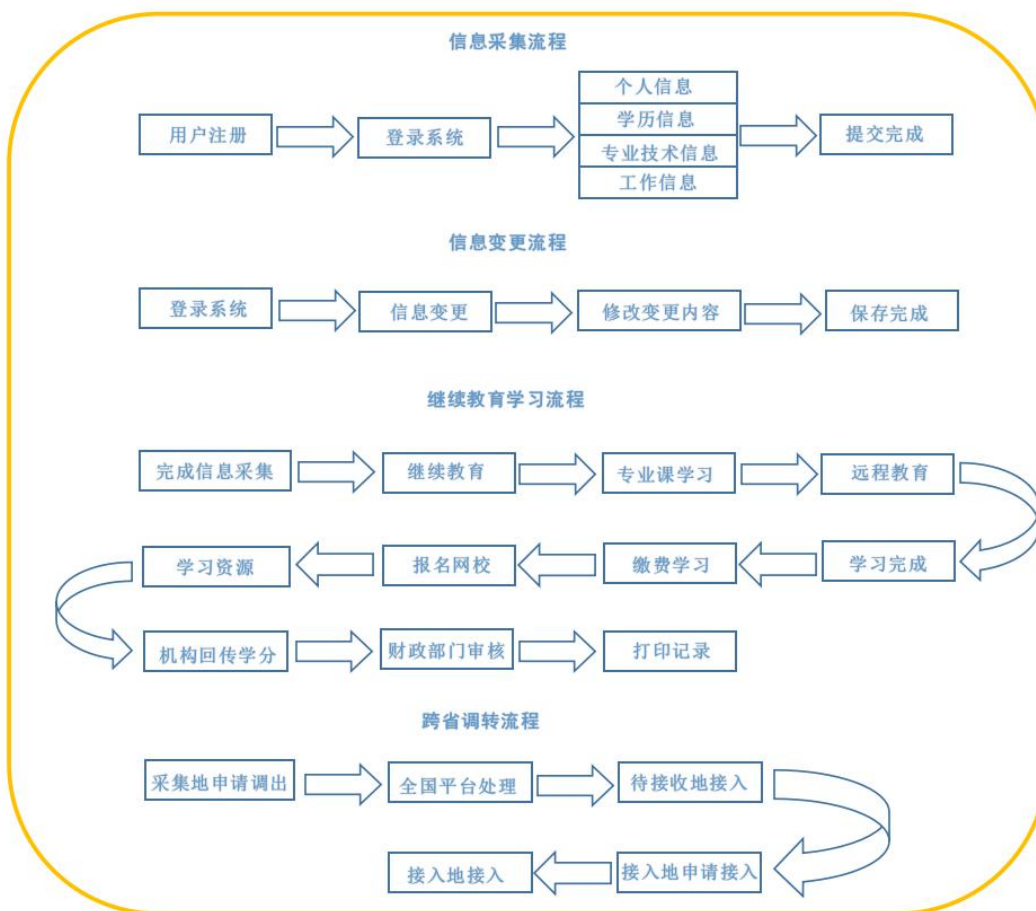 信息采集流程
用户注册
登录系统
个人信息
学历信息
专业技术信息
工作信息
提交完成
信息变更流程
登录系统
信息变更
修改变更内容
保存完成
继续教育学习流程
完成信息采集
继续教育
专业课学习
远程教育
学习完成
缴费学习
报名网校
学习资源
机构回传学分
财政部门审核
打印记录
跨省调转流程
采集地申请调出
全国平台处理
待接收地接入
接入地申请接入
接入地接入